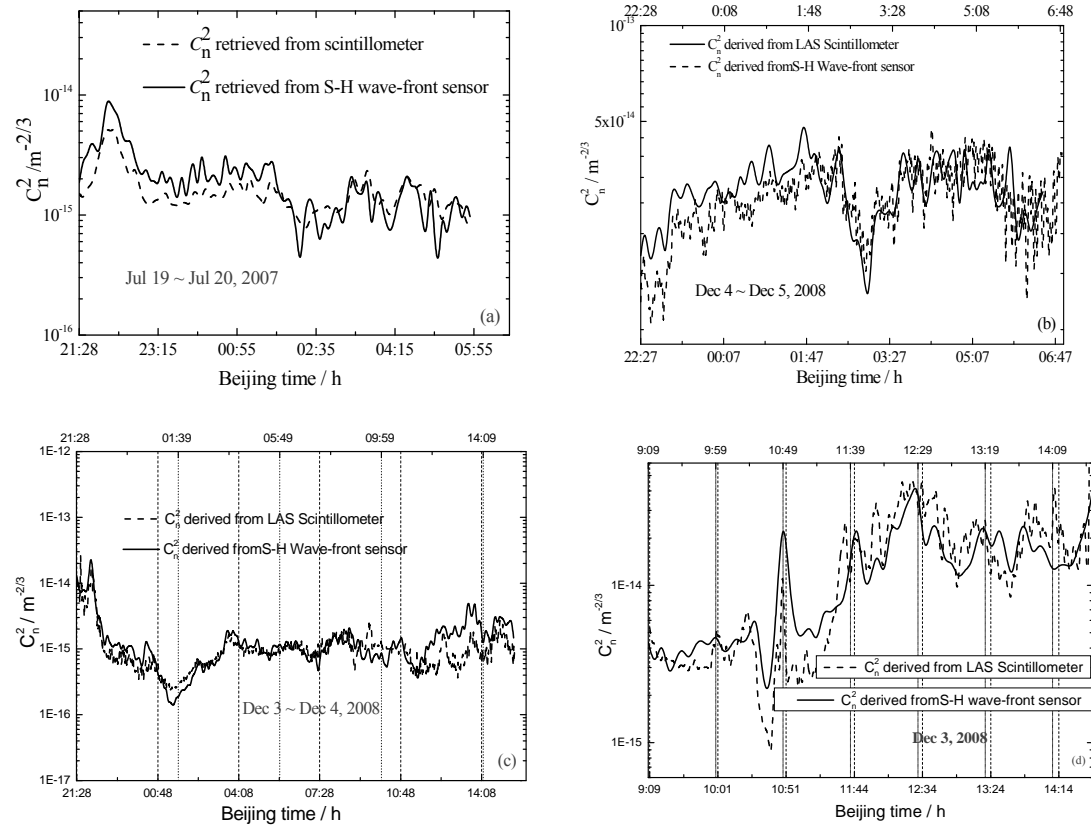 C_n^2 retrieved from scintillometer
C_n^2 retrieved from S-H wave-front sensor
C_n^2 /m^-2/3
10^-14
10^-15
10^-16
Jul 19 ~ Jul 20, 2007
(a)
21:28 23:15 00:55 02:35 04:15 05:55
Beijing time / h
22:28 0:08 1:48 3:28 5:08 6:48
10^-13
C_n^2 derived from LAS Scintillometer
C_n^2 derived fromS-H Wave-front sensor
5x10^-14
C_n^2 / m^-2/3
Dec 4 ~ Dec 5, 2008
(b)
22:27 00:07 01:47 03:27 05:07 06:47
Beijing time / h
21:28 01:39 05:49 09:59 14:09
1E-12
1E-13
1E-14
1E-15
1E-16
1E-17
C_n^2 / m^-2/3
C_n^2 derived from LAS Scintillometer
C_n^2 derived fromS-H Wave-front sensor
Dec 3 ~ Dec 4, 2008
(c)
21:28 00:48 04:08 07:28 10:48 14:08
Beijing time / h
9:09 9:59 10:49 11:39 12:29 13:19 14:09
1E-14
1E-15
C_n^2 / m^-2/3
C_n^2 derived from LAS Scintillometer
C_n^2 derived fromS-H Wave-front sensor
Dec 3, 2008
(d)
9:09 10:01 10:51 11:44 12:34 13:24 14:14
Beijing time / h